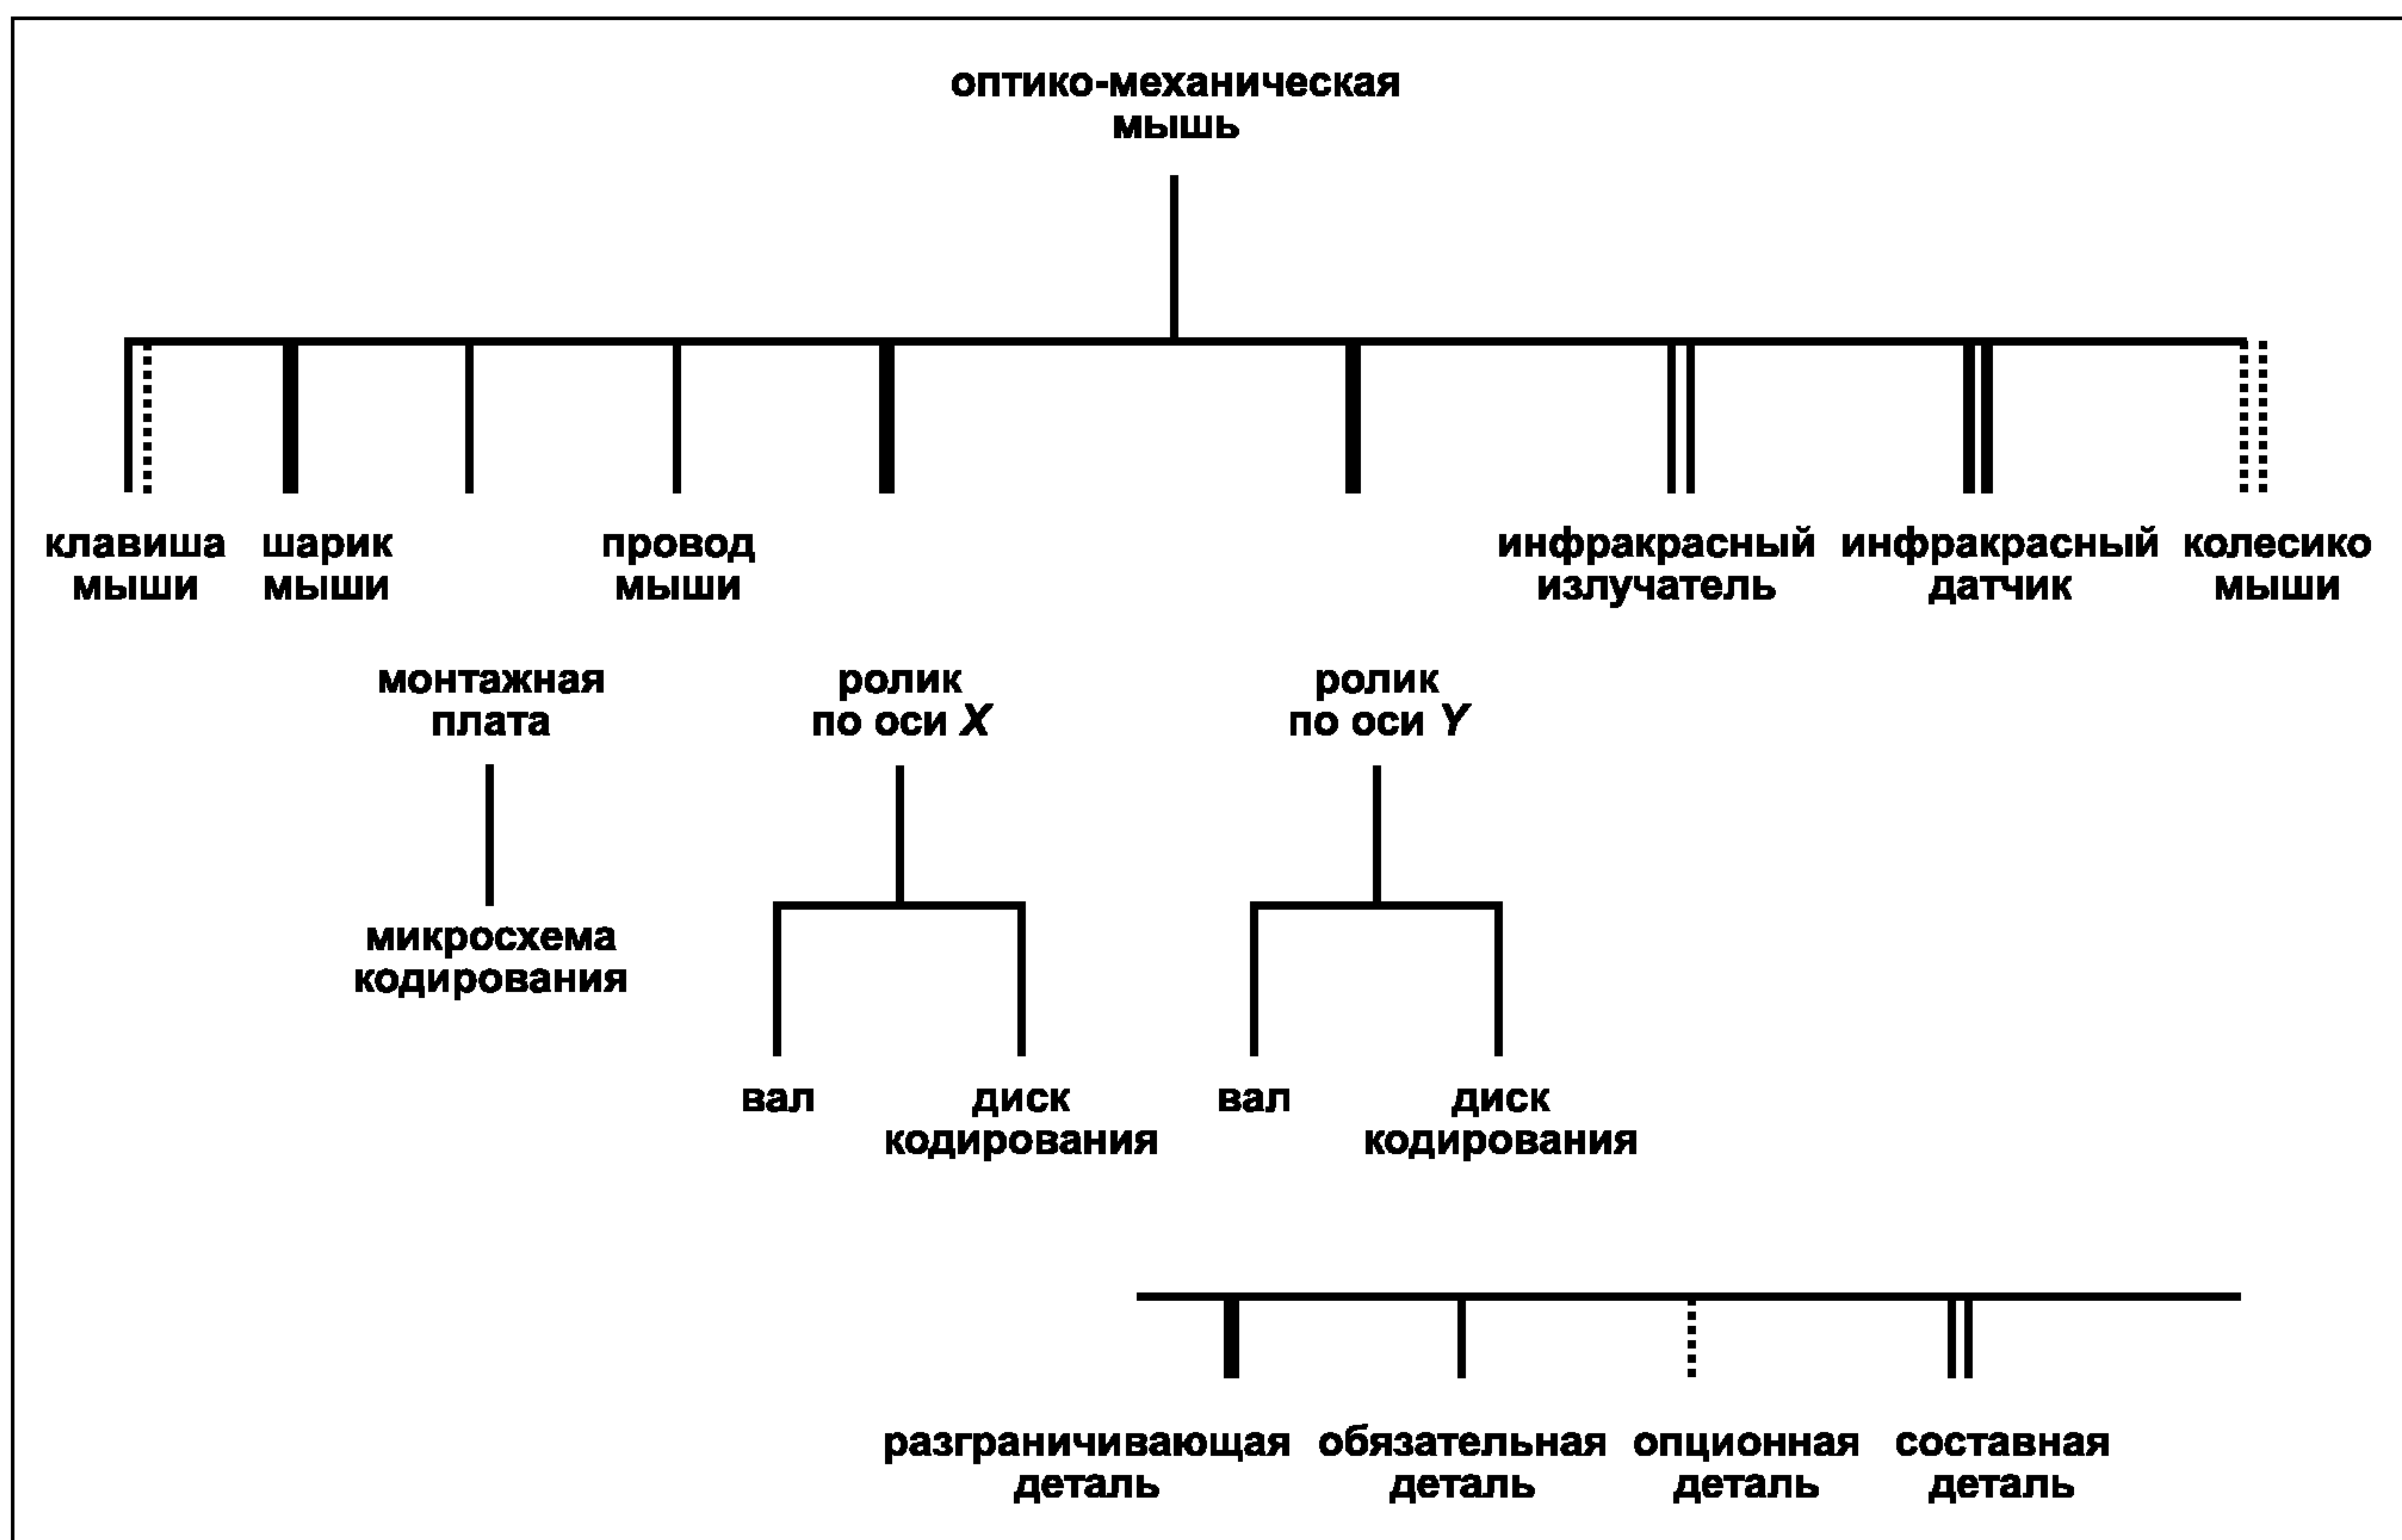 оптико-механическая
мышь
клавиша
мыши
шарик
мыши
провод
мыши
инфракрасный
излучатель
инфракрасный
датчик
колесико
мыши
монтажная
плата
ролик
по оси X
ролик
по оси Y
микросхема
кодирования
вал
диск
кодирования
вал
диск
кодирования
разграничивающая
деталь
обязательная
деталь
опционная
деталь
составная
деталь